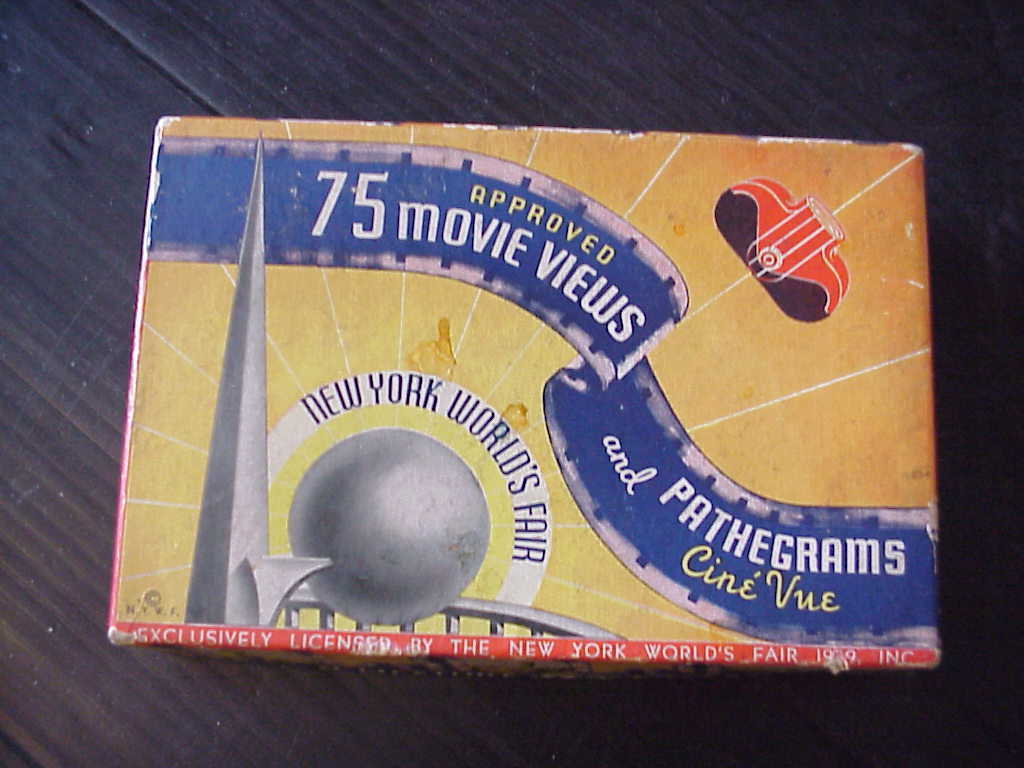 75 APPROVED
MOVIE VIEWS
and PATHEGRAMS
Ciné Vue
NEW YORK WORLD'S FAIR
© N.Y.W.F.
EXCLUSIVELY LICENSED BY THE NEW YORK WORLD'S FAIR 1939, INC.